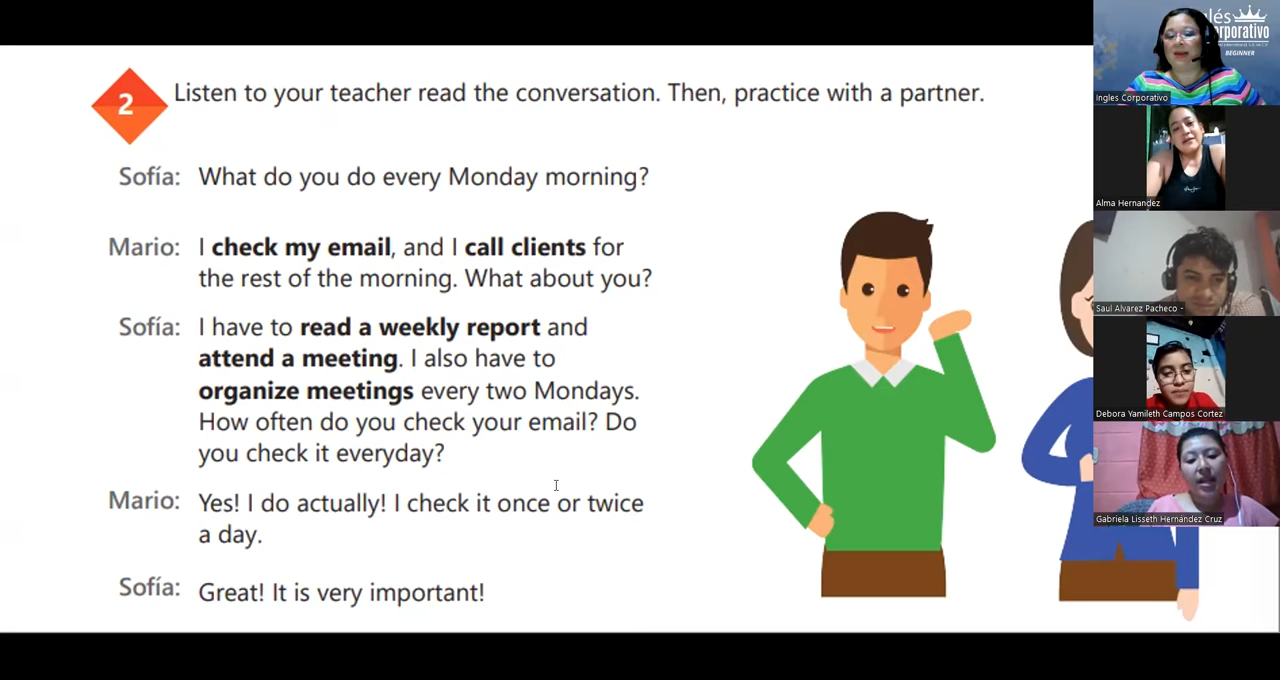 2
Listen to your teacher read the conversation. Then, practice with a partner.
Sofía: What do you do every Monday morning?
Mario: I check my email, and I call clients for
the rest of the morning. What about you?
Sofía: I have to read a weekly report and
attend a meeting. I also have to
organize meetings every two Mondays.
How often do you check your email? Do
you check it everyday?
Mario: Yes! I do actually! I check it once or twice
a day.
Sofía: Great! It is very important!
BEGINNER
Ingles Corporativo
Alma Hernandez
Saul Alvarez Pacheco -
Debora Yamileth Campos Cortez
Gabriela Lisseth Hernández Cruz